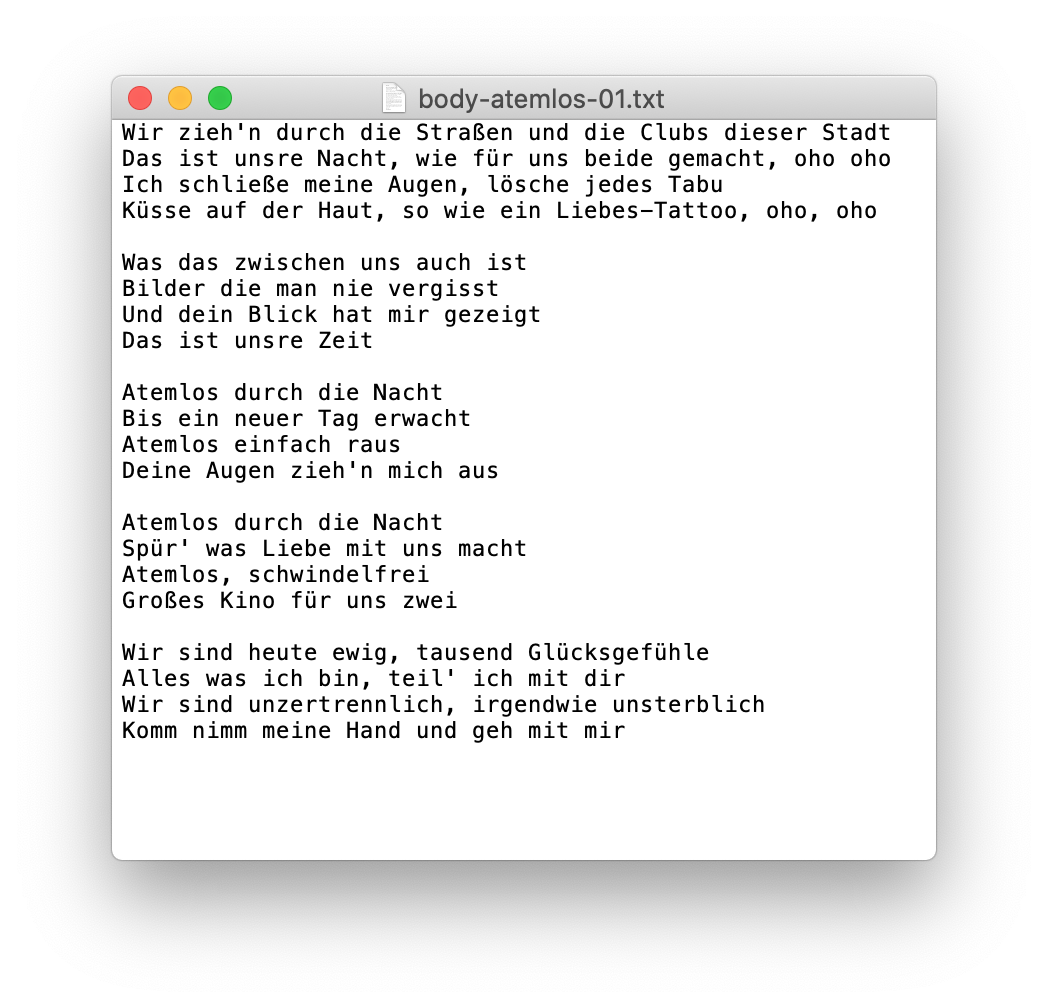 body-atemlos-01.txt
Wir zieh'n durch die Straßen und die Clubs dieser Stadt
Das ist unsre Nacht, wie für uns beide gemacht, oho oho
Ich schließe meine Augen, lösche jedes Tabu
Küsse auf der Haut, so wie ein Liebes-Tattoo, oho, oho
Was das zwischen uns auch ist
Bilder die man nie vergisst
Und dein Blick hat mir gezeigt
Das ist unsre Zeit
Atemlos durch die Nacht
Bis ein neuer Tag erwacht
Atemlos einfach raus
Deine Augen zieh'n mich aus
Atemlos durch die Nacht
Spür' was Liebe mit uns macht
Atemlos, schwindelfrei
Großes Kino für uns zwei
Wir sind heute ewig, tausend Glücksgefühle
Alles was ich bin, teil' ich mit dir
Wir sind unzertrennlich, irgendwie unsterblich
Komm nimm meine Hand und geh mit mir